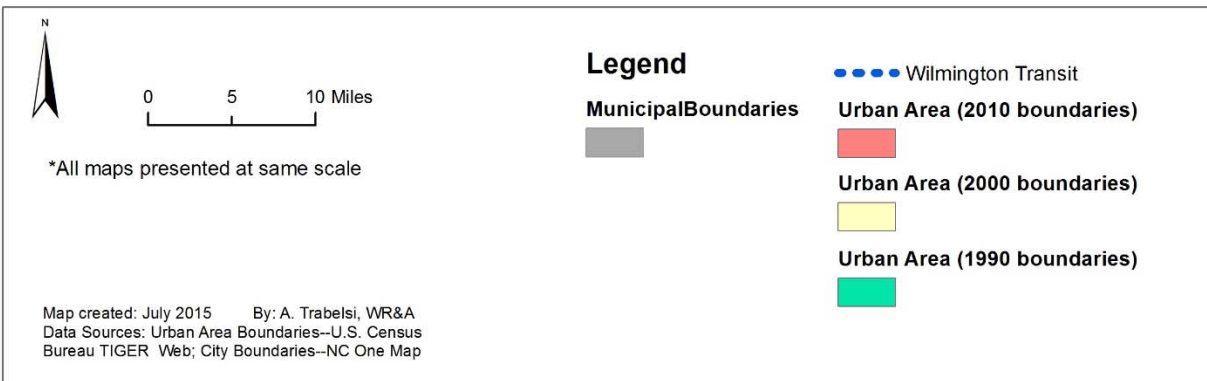 N
0 5 10 Miles
*All maps presented at same scale
Map created: July 2015 By: A. Trabelsi, WR&A
Data Sources: Urban Area Boundaries--U.S. Census
Bureau TIGER Web; City Boundaries--NC One Map
Legend
MunicipalBoundaries
Wilmington Transit
Urban Area (2010 boundaries)
Urban Area (2000 boundaries)
Urban Area (1990 boundaries)